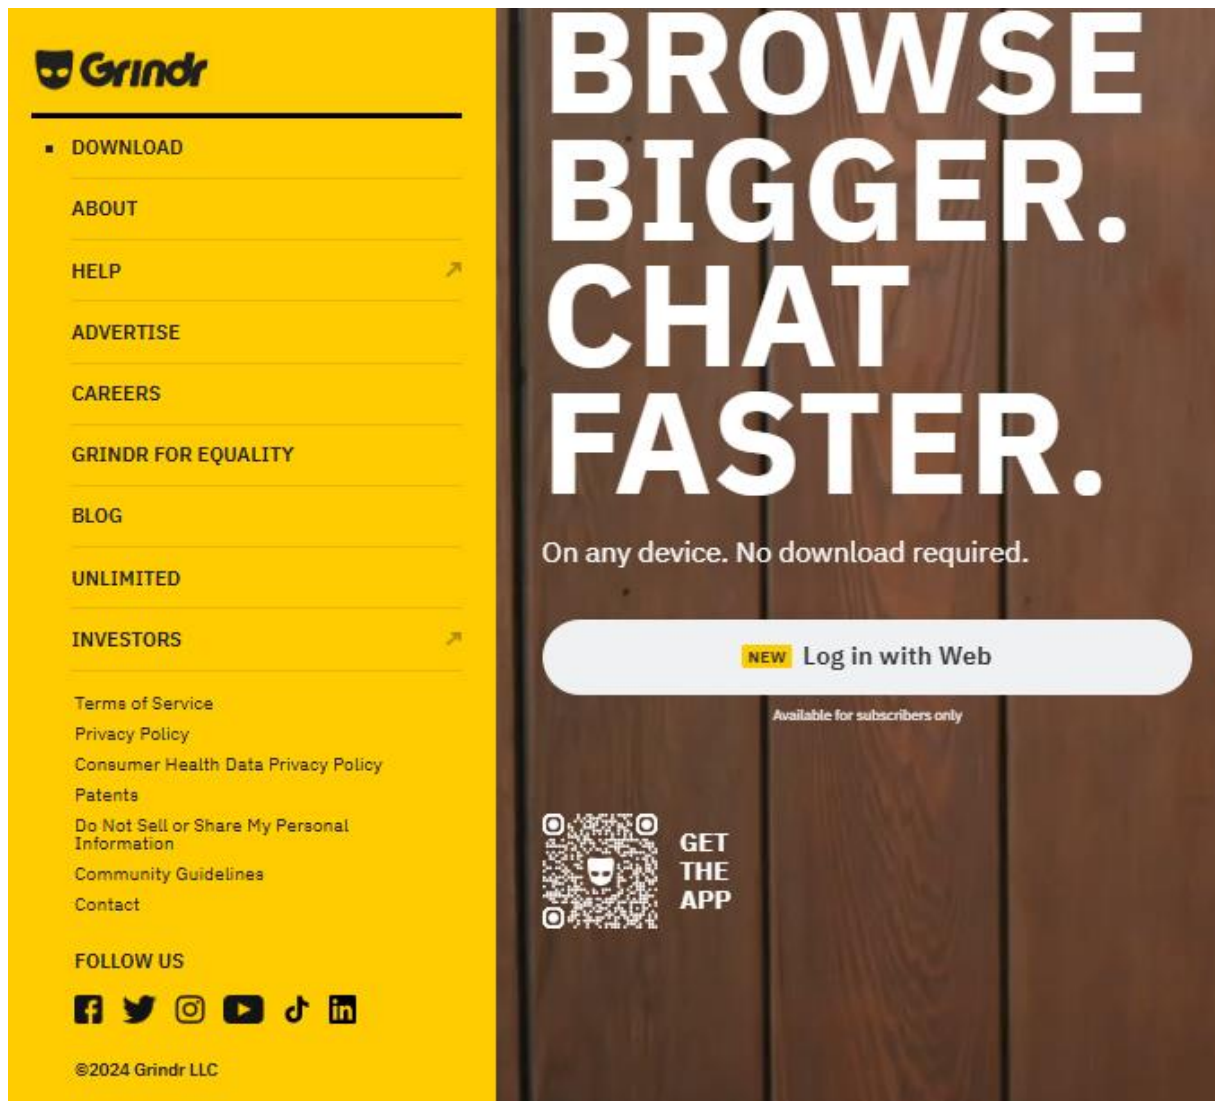 Grindr
DOWNLOAD
ABOUT
HELP
ADVERTISE
CAREERS
GRINDR FOR EQUALITY
BLOG
UNLIMITED
INVESTORS
Terms of Service
Privacy Policy
Consumer Health Data Privacy Policy
Patents
Do Not Sell or Share My Personal
Information
Community Guidelines
Contact
FOLLOW US
©2024 Grindr LLC
BROWSE
BIGGER.
CHAT
FASTER.
On any device. No download required.
NEW Log in with Web
Available for subscribers only
GET
THE
APP